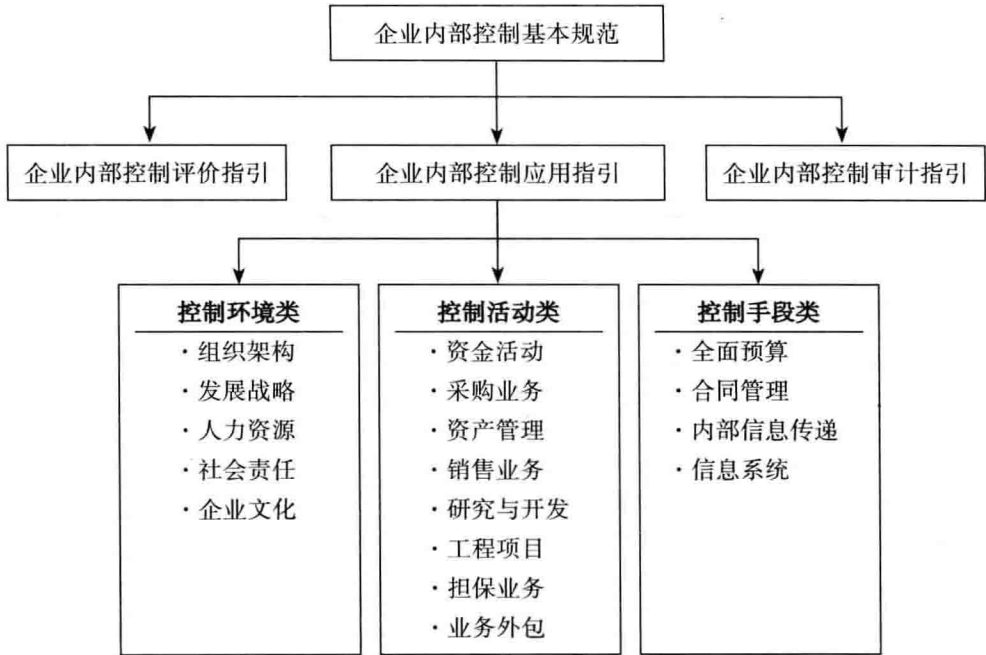 企业内部控制基本规范
企业内部控制评价指引
企业内部控制应用指引
企业内部控制审计指引
控制环境类
·组织架构
·发展战略
·人力资源
·社会责任
·企业文化
控制活动类
·资金活动
·采购业务
·资产管理
·销售业务
·研究与开发
·工程项目
·担保业务
·业务外包
控制手段类
·全面预算
·合同管理
·内部信息传递
·信息系统